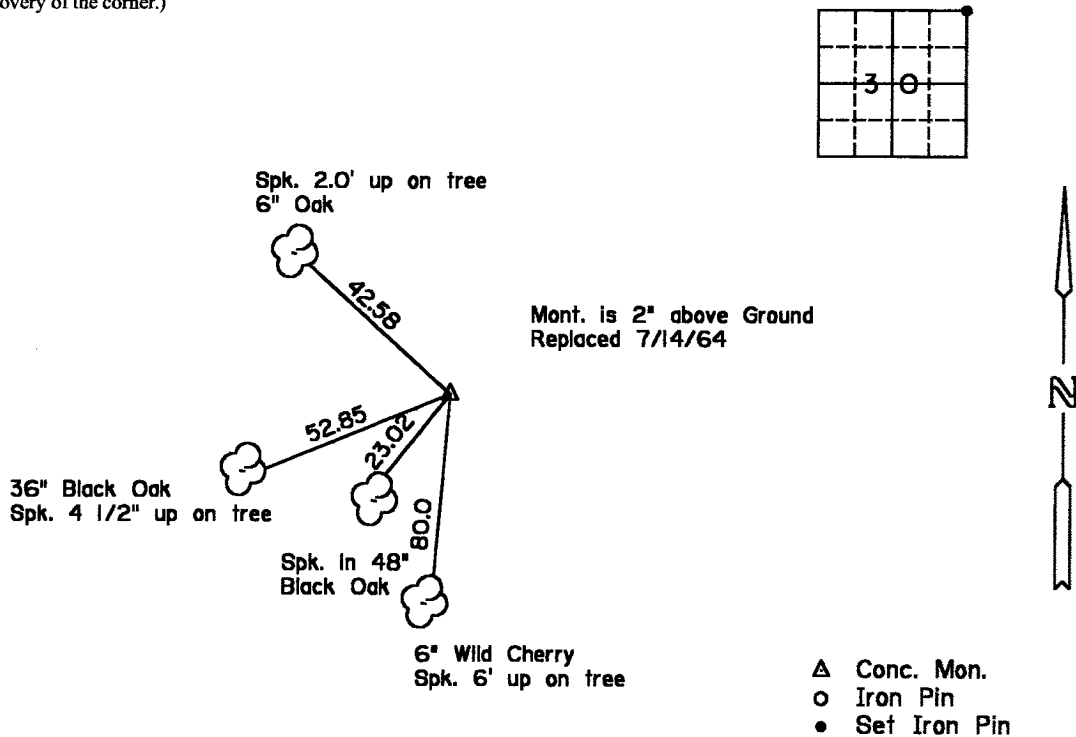 overy of the corner.)
3 0
Spk. 2.0' up on tree
6" Oak
42.58
Mont. is 2" above Ground
Replaced 7/14/64
N
52.85
23.02
36" Black Oak
Spk. 4 1/2" up on tree
80.0
Spk. in 48"
Black Oak
6" Wild Cherry
Spk. 6' up on tree
Conc. Mon.
Iron Pin
Set Iron Pin